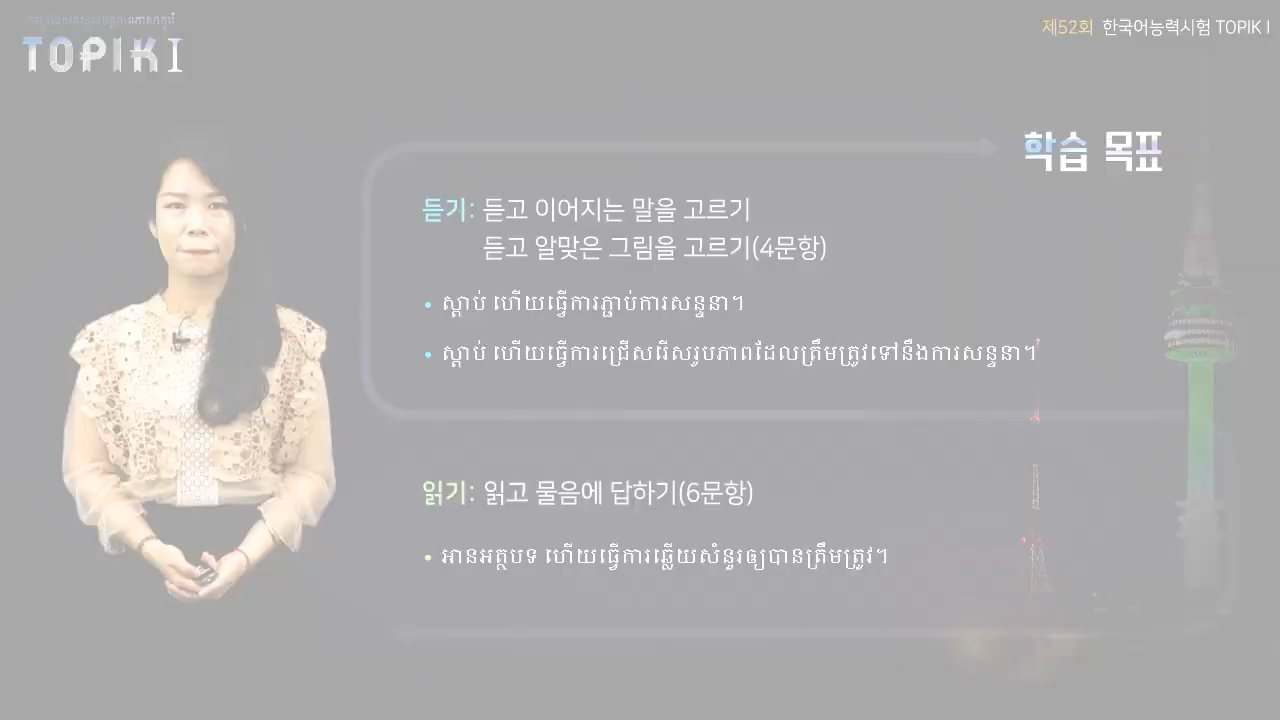 TOPIK I
제52회 한국어능력시험 TOPIK I
학습 목표
듣기: 듣고 이어지는 말을 고르기
듣고 알맞은 그림을 고르기(4문항)
• ស្តាប់ ហើយធ្វើការភ្ជាប់ការសន្ទនា។
• ស្តាប់ ហើយធ្វើការជ្រើសរើសរូបភាពដែលត្រឹមត្រូវទៅនឹងការសន្ទនា។
읽기: 읽고 물음에 답하기(6문항)
• អានអត្ថបទ ហើយធ្វើការឆ្លើយសំនួរឲ្យបានត្រឹមត្រូវ។